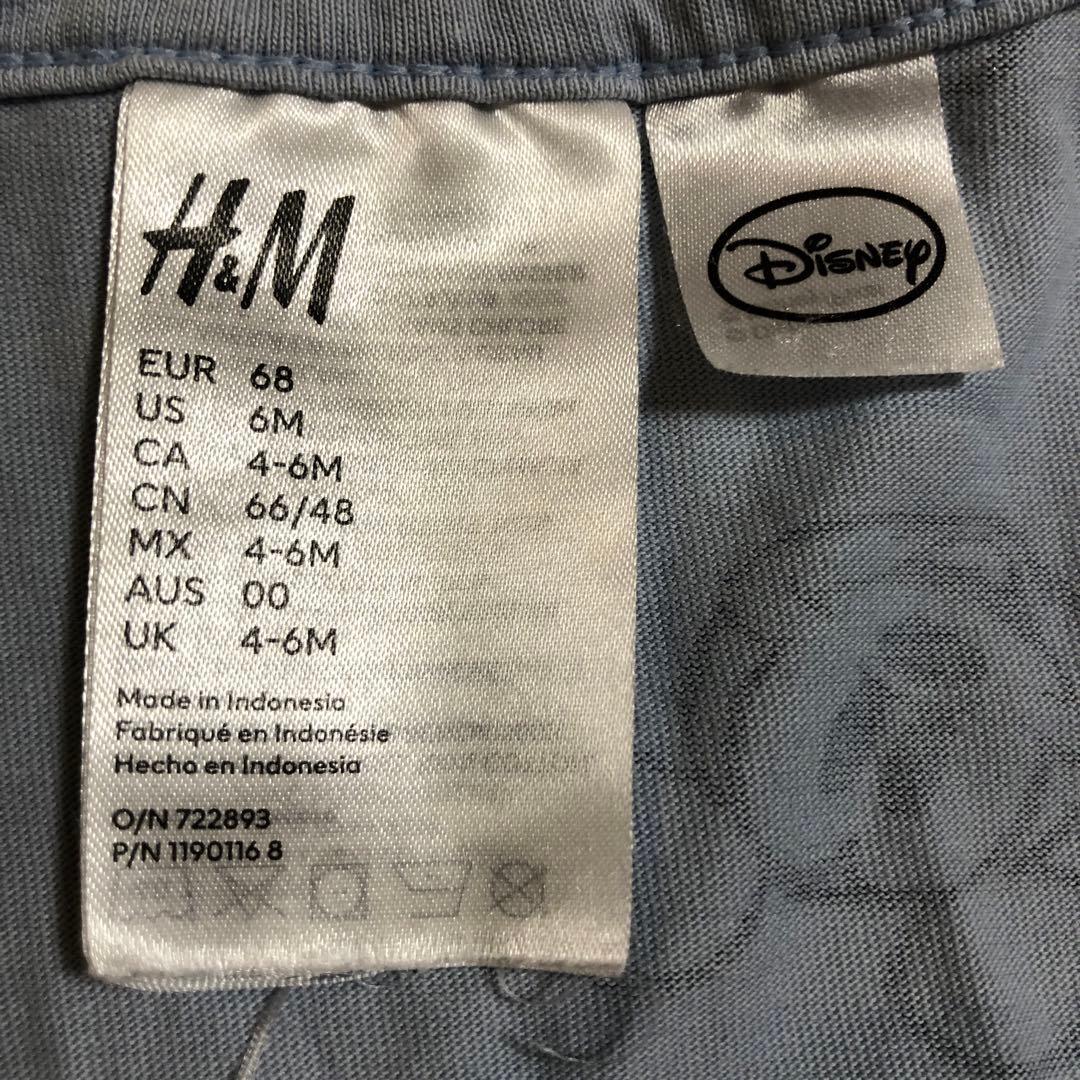 H&M
EUR 68
US 6M
CA 4-6M
CN 66/48
MX 4-6M
AUS 00
UK 4-6M
Made in Indonesia
Fabriqué en Indonésie
Hecho en Indonesia
O/N 722893
P/N 1190116 8
Disney